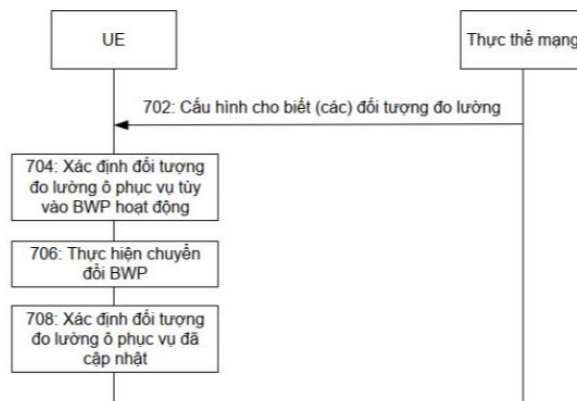 UE
Thực thể mạng
702: Cấu hình cho biết (các) đối tượng đo lường
704: Xác định đối tượng
đo lường ô phục vụ tùy
vào BWP hoạt động
706: Thực hiện chuyển
đổi BWP
708: Xác định đối tượng
đo lường ô phục vụ đã
cập nhật